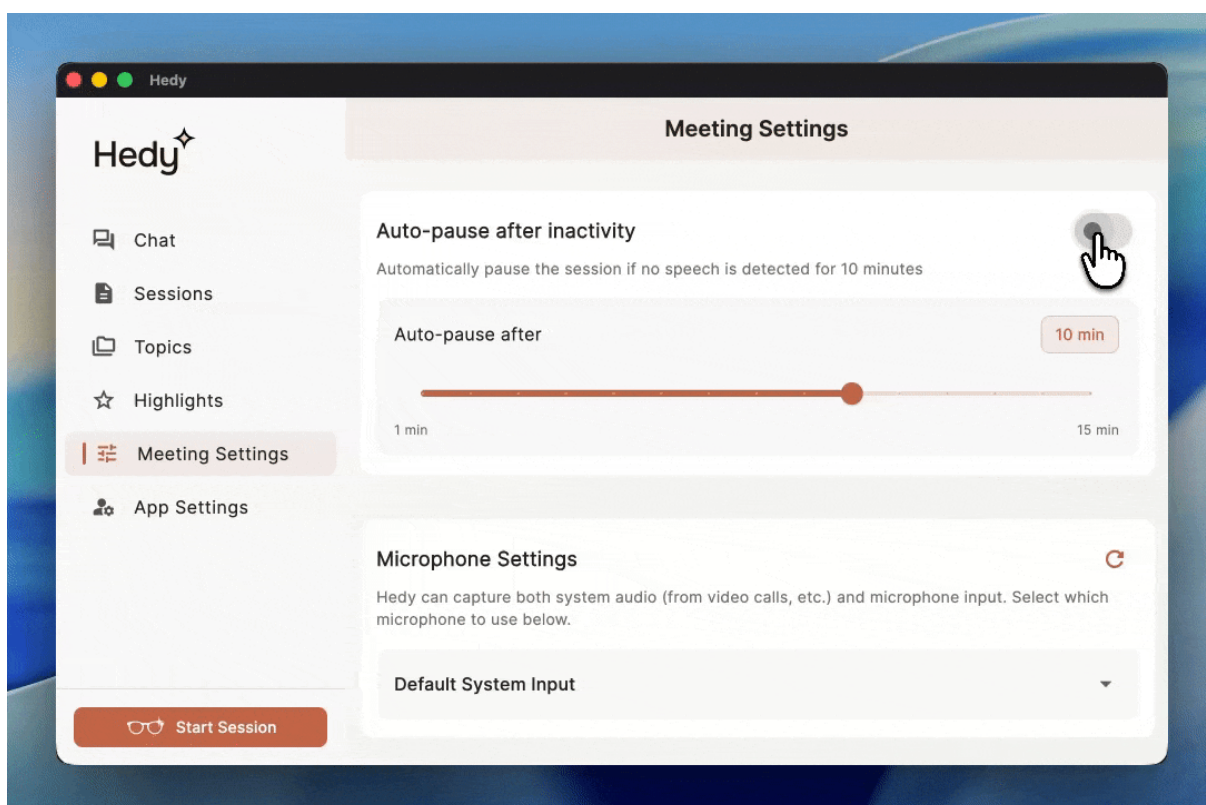 Hedy
Hedy
Chat
Sessions
Topics
Highlights
Meeting Settings
App Settings
Start Session
Meeting Settings
Auto-pause after inactivity
Automatically pause the session if no speech is detected for 10 minutes
Auto-pause after
10 min
1 min
15 min
Microphone Settings
Hedy can capture both system audio (from video calls, etc.) and microphone input. Select which
microphone to use below.
Default System Input